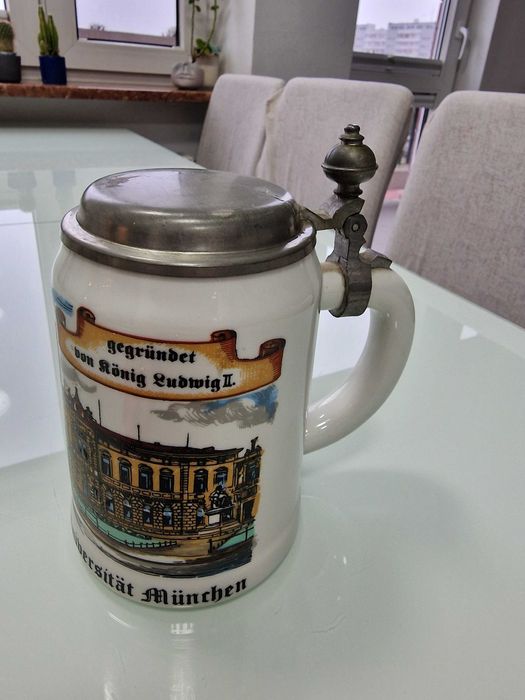 gegründet
von König Ludwig II.
versität München